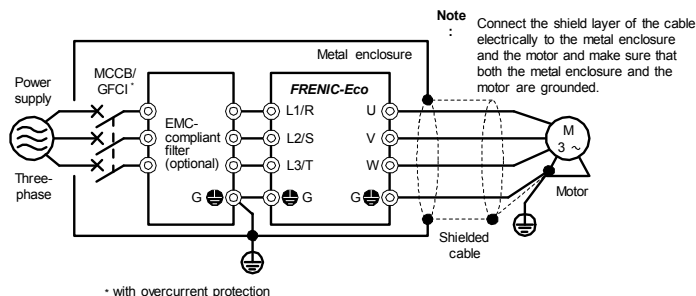 Note
:
Connect the shield layer of the cable
electrically to the metal enclosure
and the motor and make sure that
both the metal enclosure and the
motor are grounded.
Metal enclosure
Power
supply
MCCB/
GFCI *
FRENIC-Eco
EMC-
compliant
filter
(optional)
L1/R
L2/S
L3/T
U
V
W
M
3 ~
Three-
phase
G
G
G
Motor
Shielded
cable
* with overcurrent protection